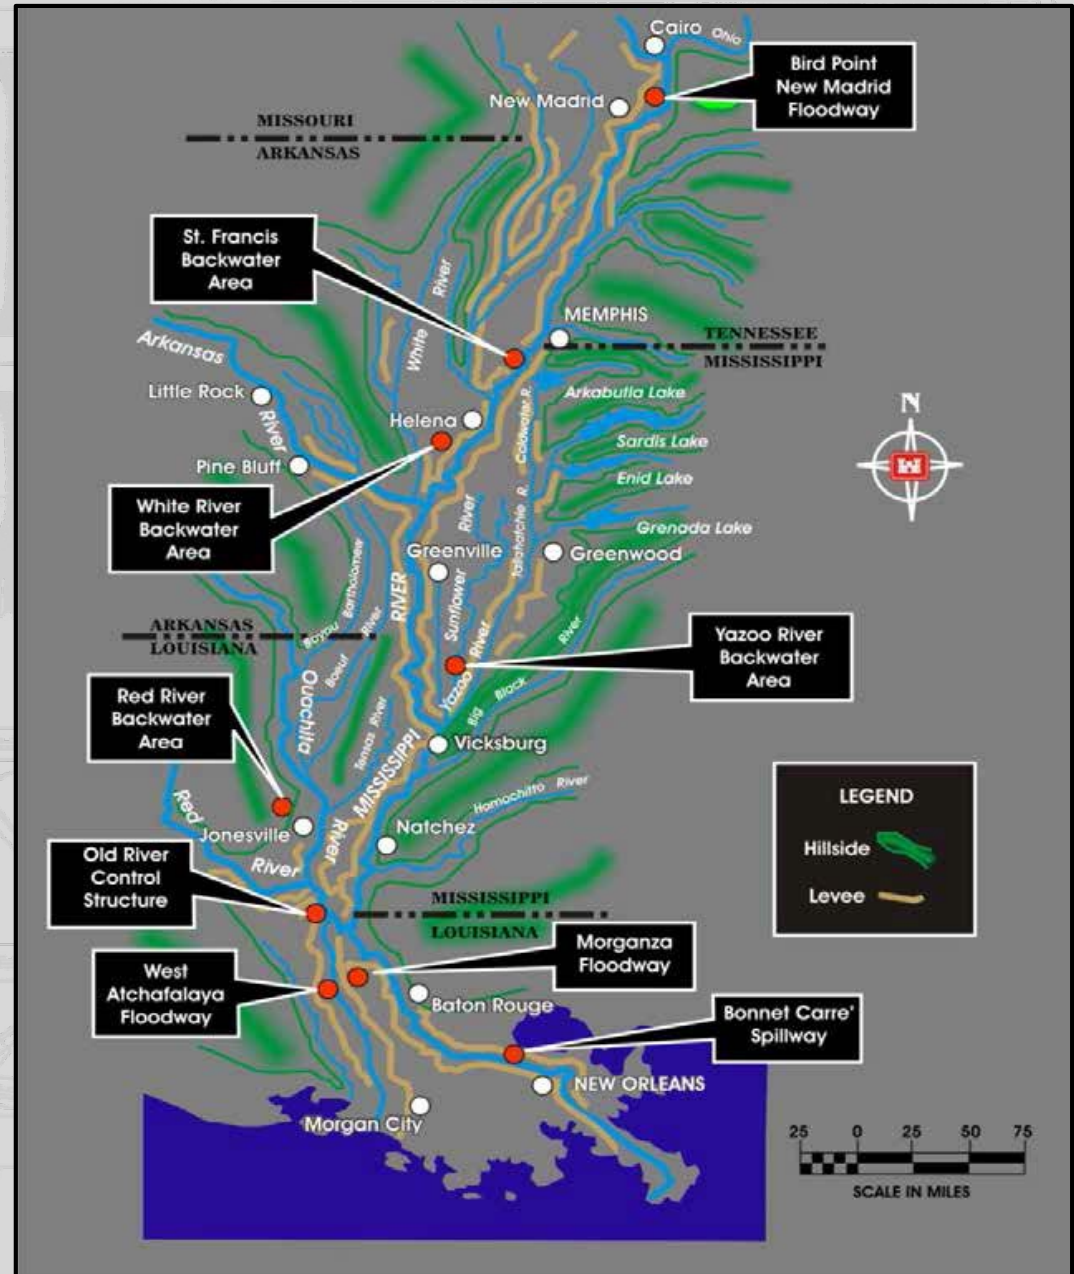 Cairo
Ohio
Bird Point
New Madrid
Floodway
New Madrid
MISSOURI
ARKANSAS
St. Francis
Backwater
Area
White River
MEMPHIS
TENNESSEE
MISSISSIPPI
Arkansas River
Little Rock
Arkabutla Lake
Coldwater R.
Helena
Sardis Lake
Pine Bluff
Enid Lake
N
White River
Backwater
Area
Tallahatchie R.
Grenada Lake
Greenville
Greenwood
Sunflower River
Bayou Bartholomew
RIVER
ARKANSAS
LOUISIANA
Boeuf River
Yazoo River
Yazoo River
Backwater
Area
Big Black River
Red River
Backwater
Area
Ouachita
Tensas River
Vicksburg
MISSISSIPPI
River
Homochitto River
LEGEND
Hillside
Levee
Red River
Jonesville
Natchez
Old River
Control
Structure
MISSISSIPPI
LOUISIANA
Morganza
Floodway
West
Atchafalaya
Floodway
Baton Rouge
Bonnet Carre'
Spillway
NEW ORLEANS
Morgan City
25 0 25 50 75
SCALE IN MILES